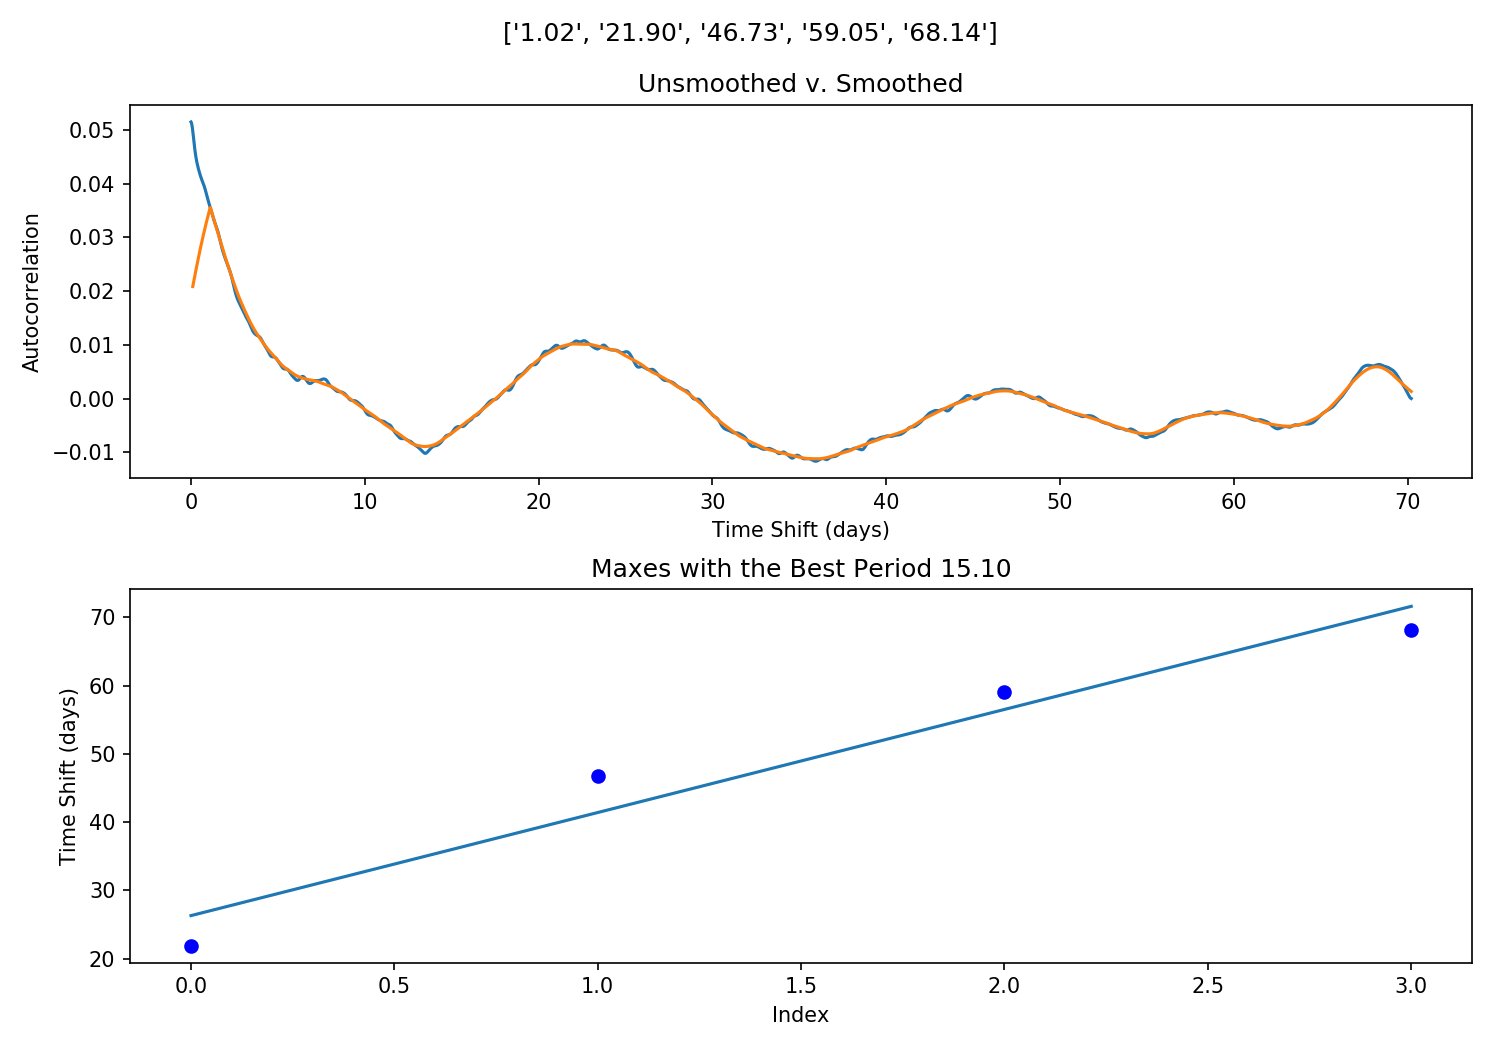 ['1.02', '21.90', '46.73', '59.05', '68.14']
Unsmoothed v. Smoothed
0.05
0.04
0.03
0.02
0.01
0.00
−0.01
Autocorrelation
0 10 20 30 40 50 60 70
Time Shift (days)
Maxes with the Best Period 15.10
70
60
50
40
30
20
Time Shift (days)
0.0 0.5 1.0 1.5 2.0 2.5 3.0
Index